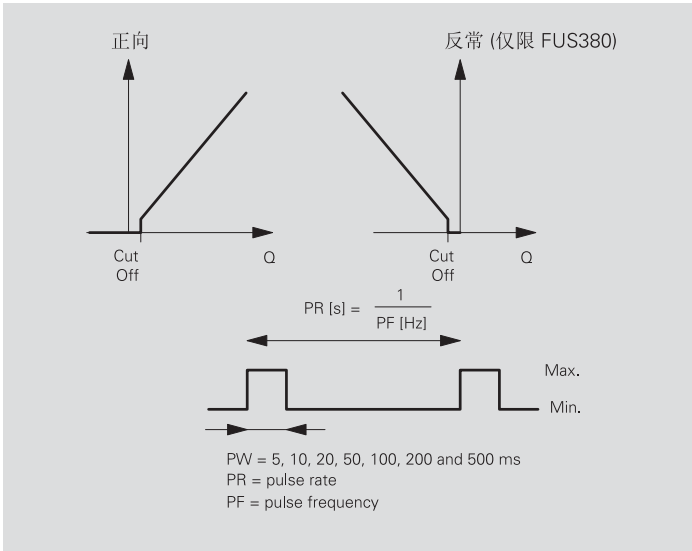 正向
反常 (仅限 FUS380)
Cut
Off
Q
Cut
Off
Q
PR [s] = 1
PF [Hz]
Max.
Min.
PW = 5, 10, 20, 50, 100, 200 and 500 ms
PR = pulse rate
PF = pulse frequency